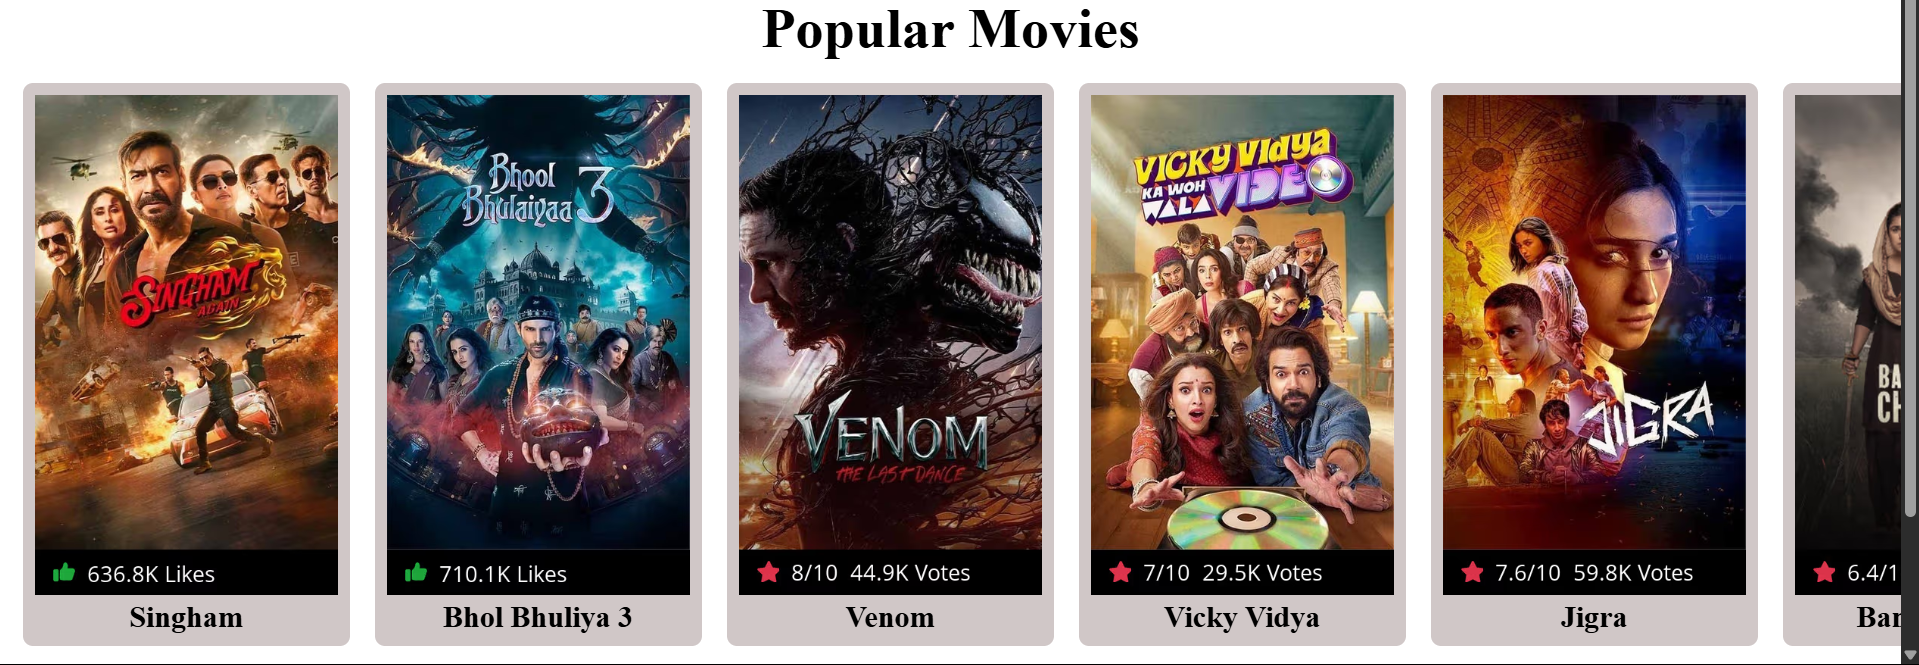 Popular Movies
SINGHAM
AGAIN
636.8K Likes
Singham
Bhool
Bhulaiyaa 3
710.1K Likes
Bhol Bhuliya 3
VENOM
THE LAST DANCE
8/10 44.9K Votes
Venom
VICKY VIDYA
KA WOH
WALA VIDEO
7/10 29.5K Votes
Vicky Vidya
JIGRA
7.6/10 59.8K Votes
Jigra
BA
CH
6.4/1
Bar